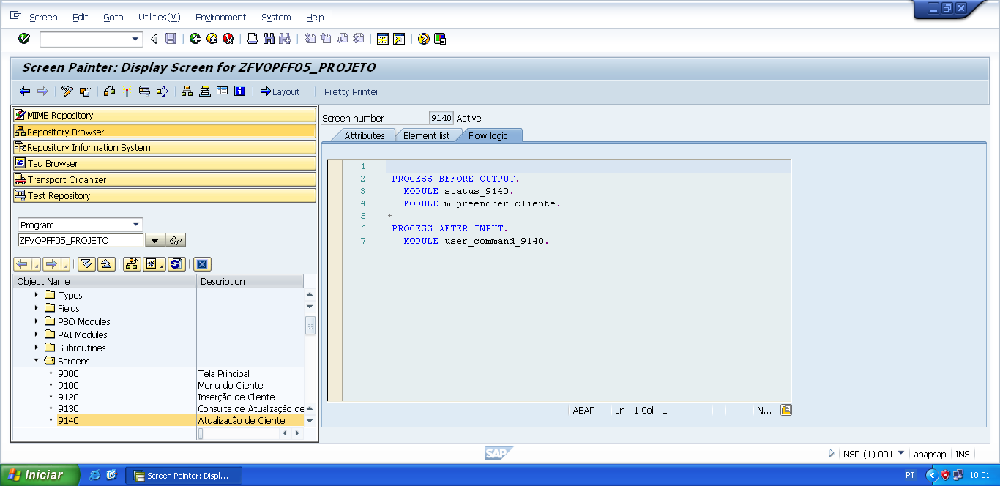 Screen Edit Goto Utilities(M) Environment System Help
Screen Painter: Display Screen for ZFVOPFF05_PROJETO
Layout Pretty Printer
MIME Repository
Repository Browser
Repository Information System
Tag Browser
Transport Organizer
Test Repository
Program
ZFVOPFF05_PROJETO
Object Name Description
Types
Fields
PBO Modules
PAI Modules
Subroutines
Screens
9000 Tela Principal
9100 Menu do Cliente
9120 Inserção de Cliente
9130 Consulta de Atualização de
9140 Atualização de Cliente
Screen number 9140 Active
Attributes Element list Flow logic
1
2 PROCESS BEFORE OUTPUT.
3 MODULE status_9140.
4 MODULE m_preencher_cliente.
5 *
6 PROCESS AFTER INPUT.
7 MODULE user_command_9140.
ABAP Ln 1 Col 1 N...
SAP
NSP (1) 001 abapsap INS
Iniciar Screen Painter: Displ... PT 10:01